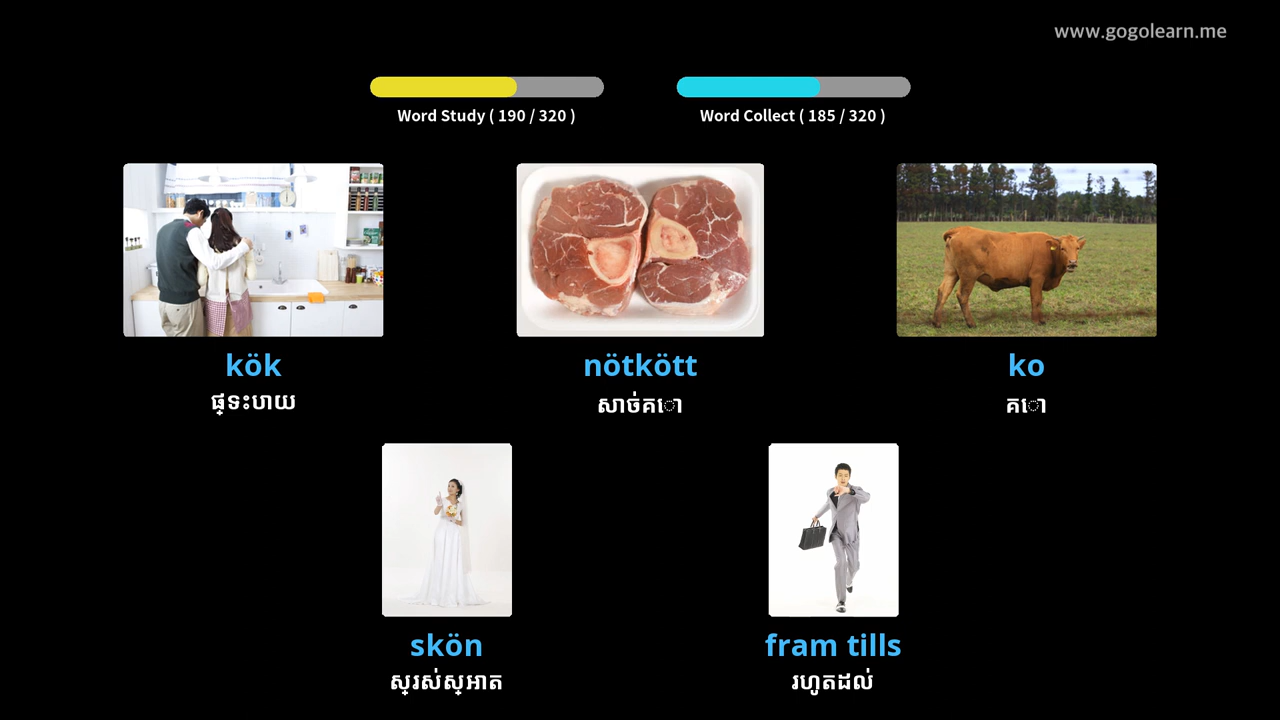 www.gogolearn.me
Word Study ( 190 / 320 )
Word Collect ( 185 / 320 )
kök
ផ្ទះបាយ
nötkött
សាច់គោ
ko
គោ
skön
ស្រស់ស្អាត
fram tills
រហូតដល់